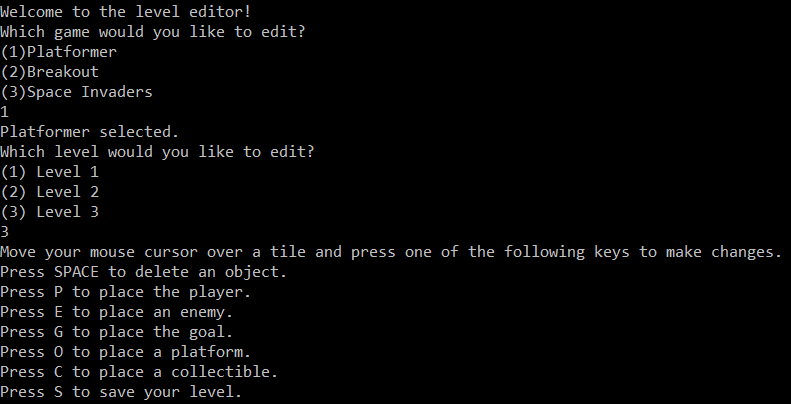 Welcome to the level editor!
Which game would you like to edit?
(1)Platformer
(2)Breakout
(3)Space Invaders
1
Platformer selected.
Which level would you like to edit?
(1) Level 1
(2) Level 2
(3) Level 3
3
Move your mouse cursor over a tile and press one of the following keys to make changes.
Press SPACE to delete an object.
Press P to place the player.
Press E to place an enemy.
Press G to place the goal.
Press O to place a platform.
Press C to place a collectible.
Press S to save your level.